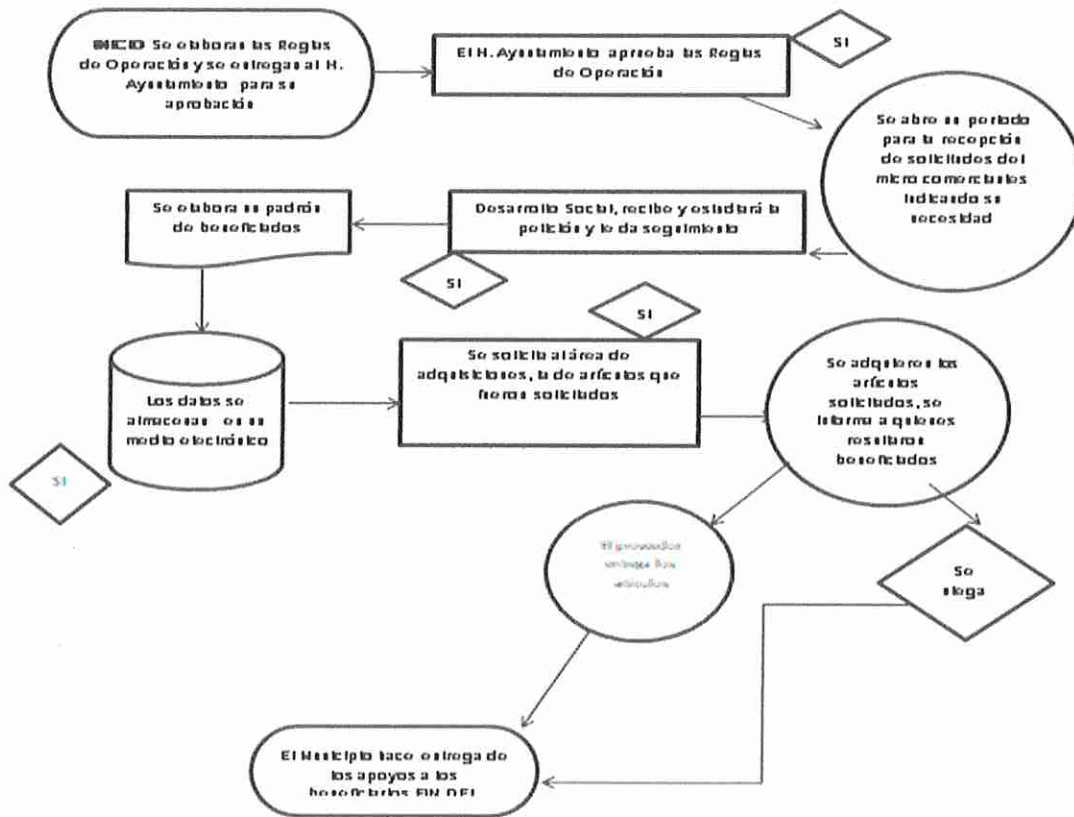 INICIO Se elaboran las Reglas
de Operación y se entregan al H.
Ayuntamiento para su
aprobación
El H. Ayuntamiento aprueba las Reglas
de Operación
SI
Se abre un periodo
para la recepción
de solicitudes del
micro comerciantes
indicando su
necesidad
Desarrollo Social, recibe y estudiará la
petición y le da seguimiento
SI
Se elabora un padrón
de beneficiados
Los datos se
almacenan en un
medio electrónico
SI
Se solicita al área de
adquisiciones, la de artículos que
fueron solicitados
SI
Se adquieren los
artículos
solicitados, se
informa a quienes
resultaron
beneficiados
El proveedor
entrega los
artículos
Se
niega
El Municipio hace entrega de
los apoyos a los
beneficiarios FIN DEL